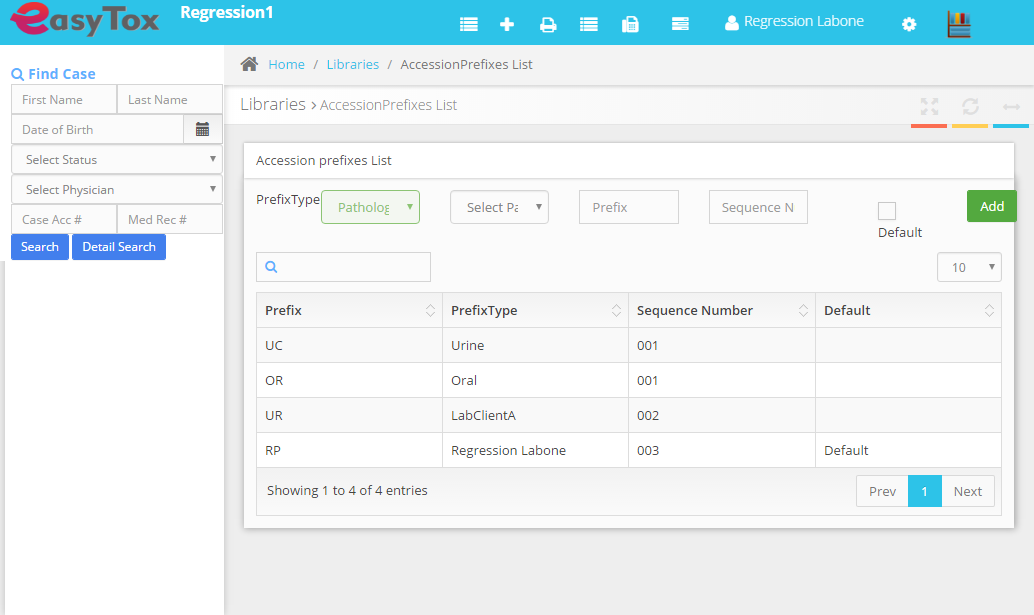 easyTox
Regression1
Regression Labone
Find Case
First Name
Last Name
Date of Birth
Select Status
Select Physician
Case Acc #
Med Rec #
Search
Detail Search
Home / Libraries / AccessionPrefixes List
Libraries › AccessionPrefixes List
Accession prefixes List
PrefixType
Patholog
Select Pa
Prefix
Sequence N
Default
Add
10
Prefix PrefixType Sequence Number Default
UC Urine 001
OR Oral 001
UR LabClientA 002
RP Regression Labone 003 Default
Showing 1 to 4 of 4 entries
Prev 1 Next